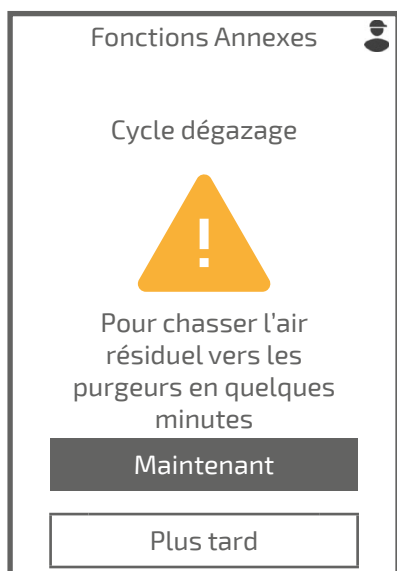 Fonctions Annexes
Cycle dégazage
!
Pour chasser l’air
résiduel vers les
purgeurs en quelques
minutes
Maintenant
Plus tard